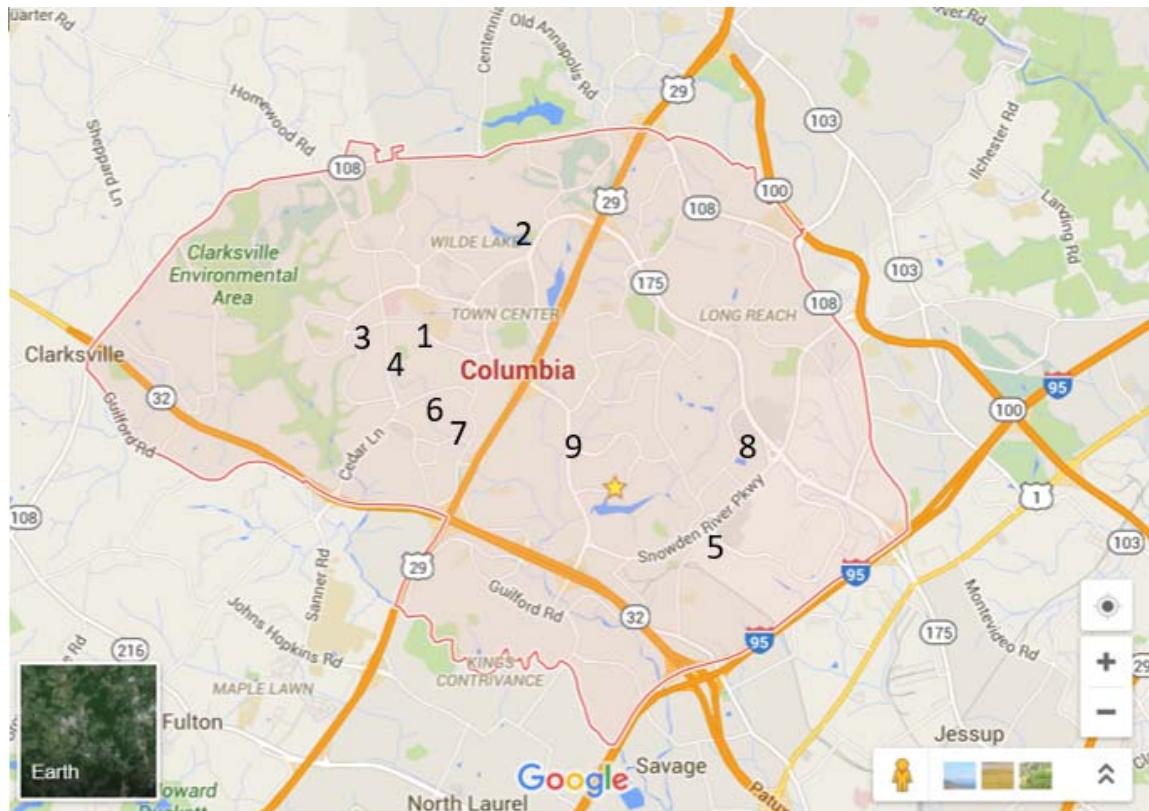 Quarter Rd
Centennial
Old Annapolis Rd
River Rd
Homewood Rd
29
103
Ilchester Rd
Sheppard Ln
108
100
Landing Rd
29
108
2
WILDE LAKE
103
Clarksville
Environmental
Area
175
108
TOWN CENTER
LONG REACH
3
1
Clarksville
4
Columbia
95
32
100
6
Guilford Rd
7
9
8
Cedar Ln
1
108
Snowden River Pkwy
5
103
29
95
Sanner Rd
Guilford Rd
Montevideo Rd
Johns Hopkins Rd
32
95
175
216
KINGS
CONTRIVANCE
29
MAPLE LAWN
Fulton
Jessup
Savage
Earth
Google
North Laurel